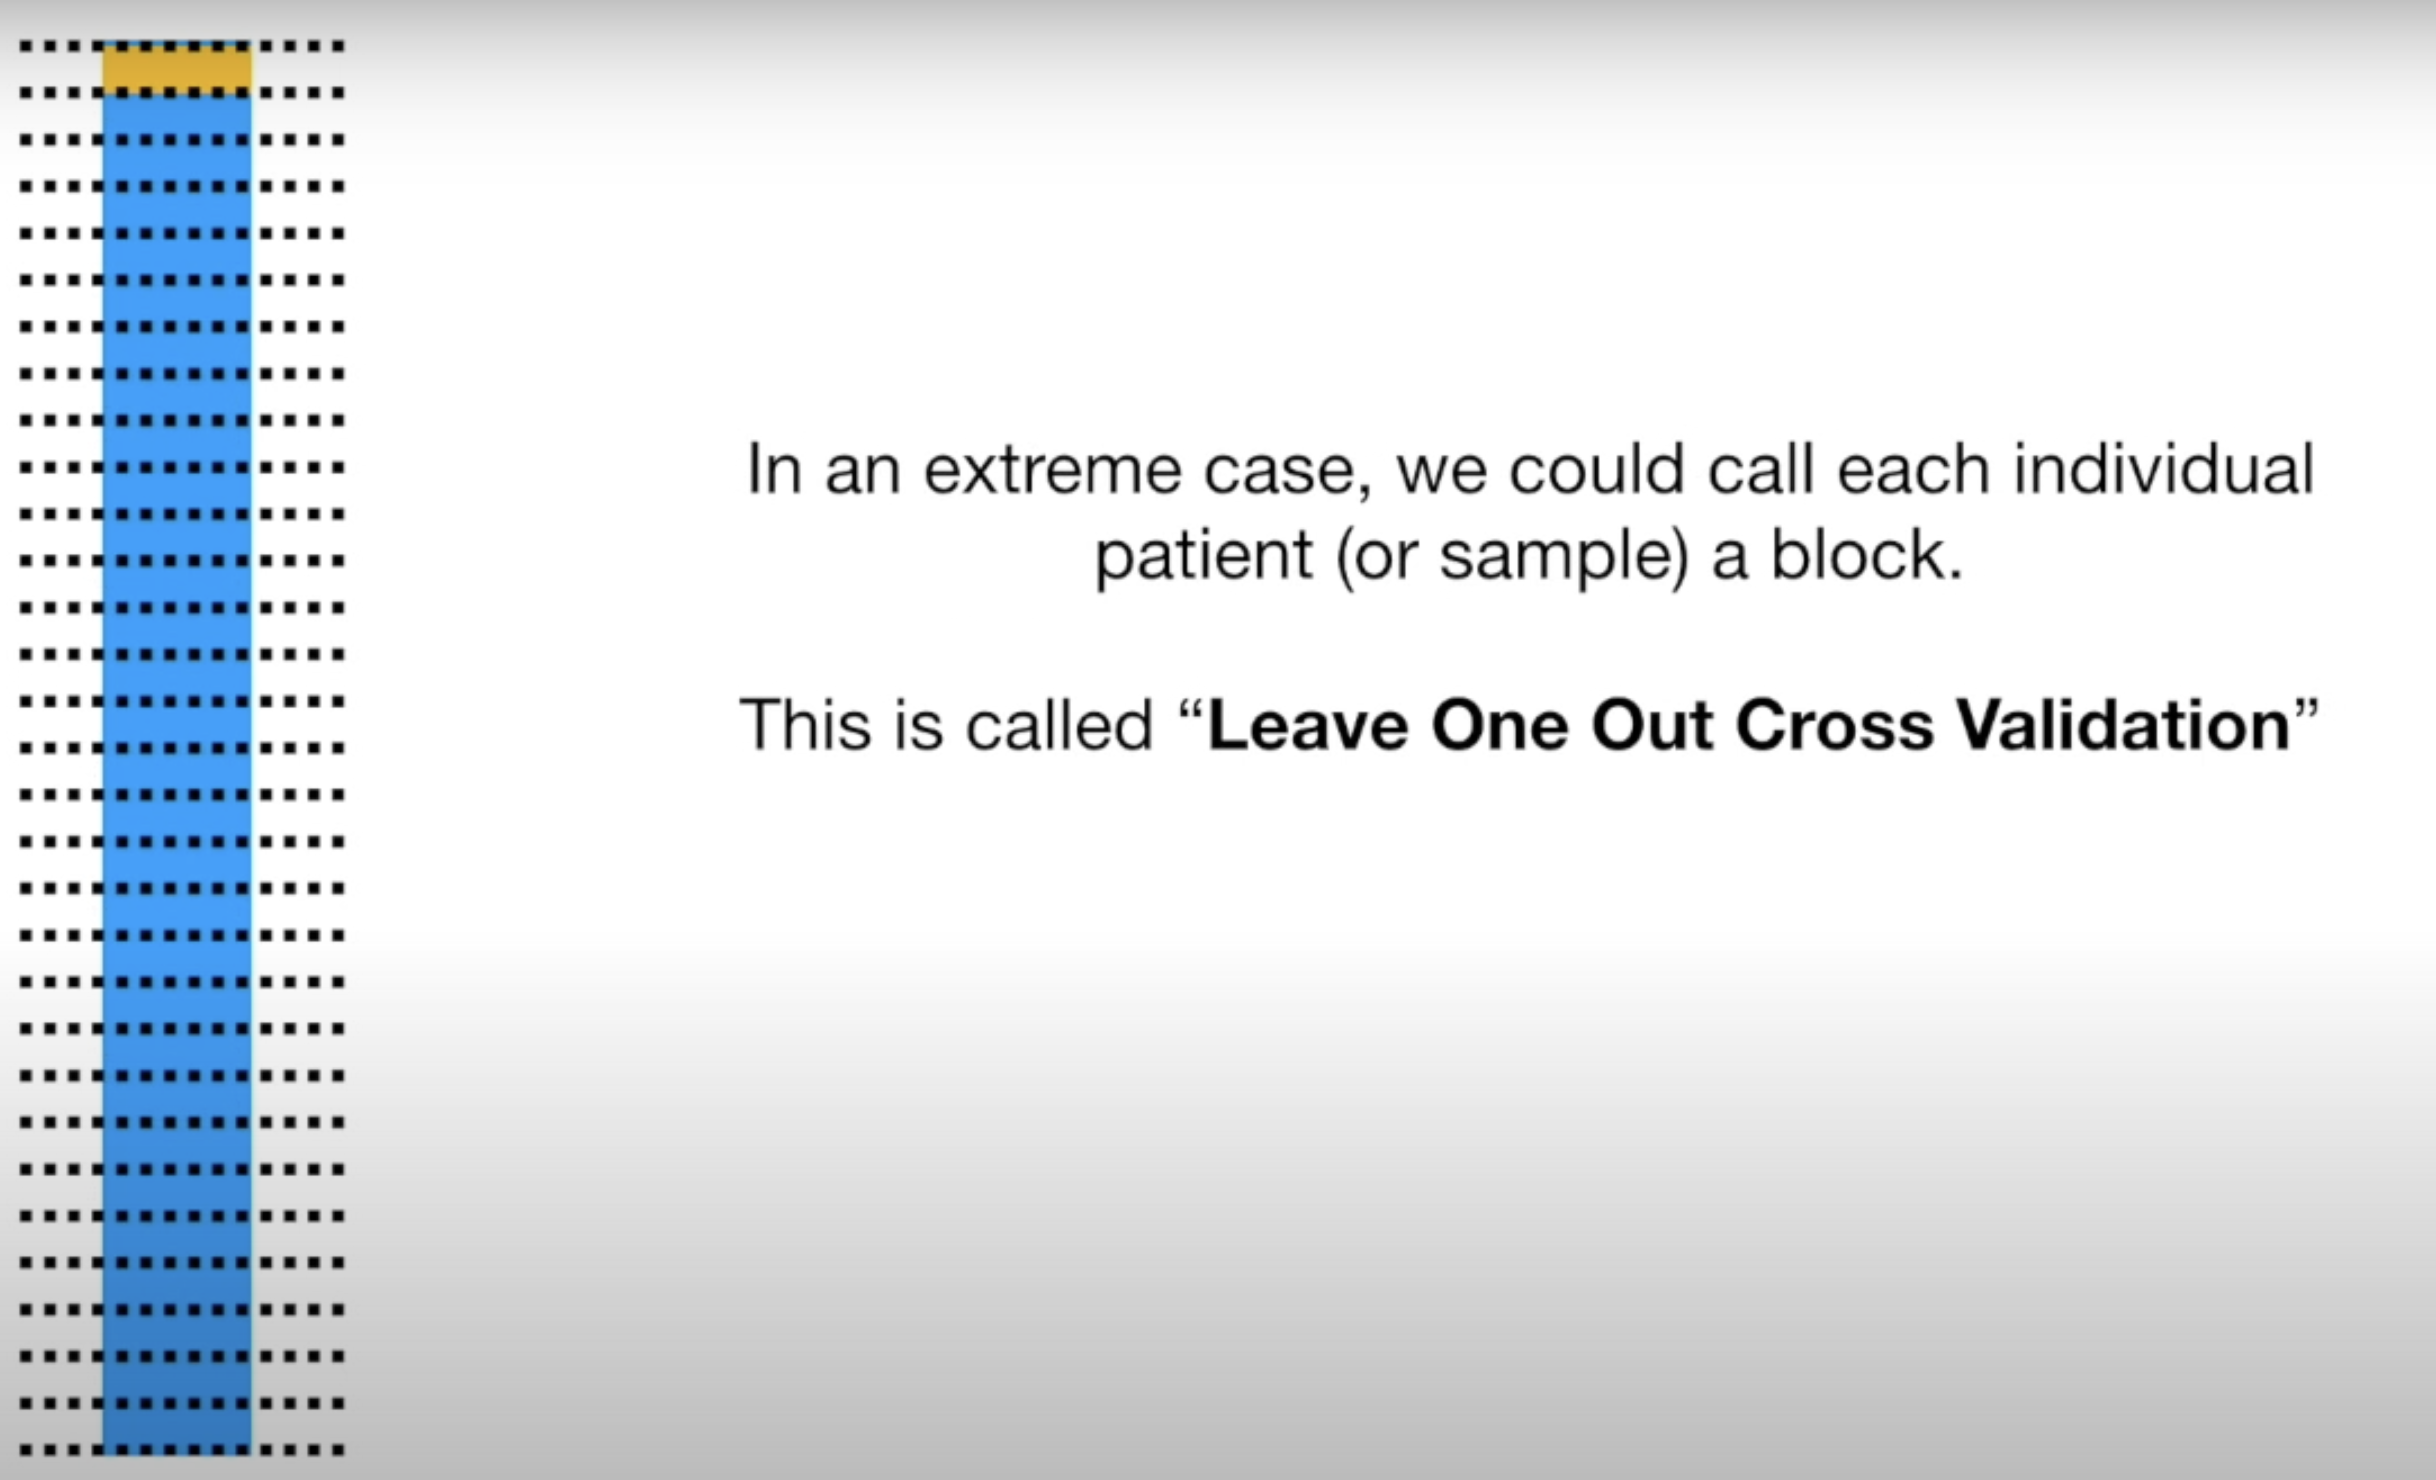 In an extreme case, we could call each individual
patient (or sample) a block.
This is called “Leave One Out Cross Validation”